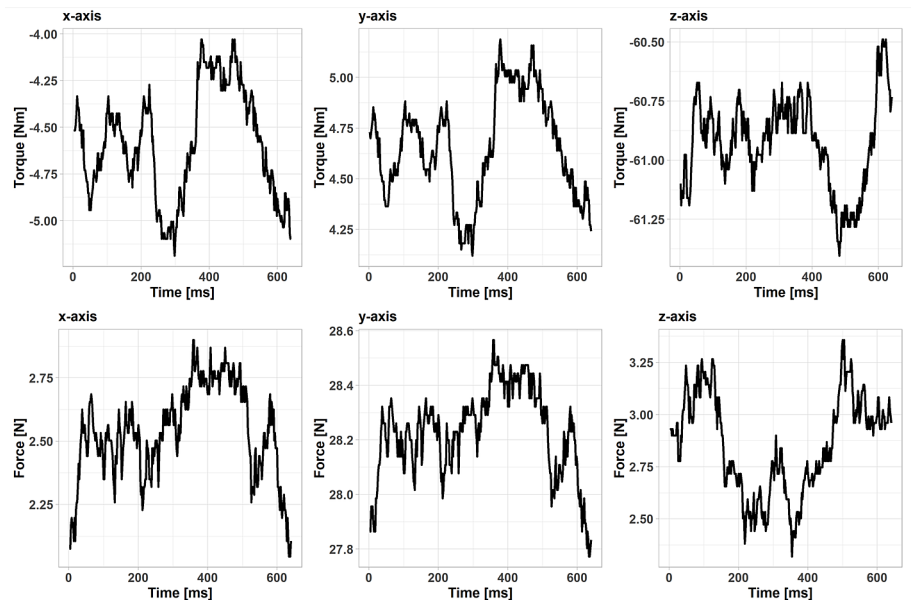 x-axis
y-axis
z-axis
Torque [Nm]
-4.00
-4.25
-4.50
-4.75
-5.00
0 200 400 600
Time [ms]
Torque [Nm]
5.00
4.75
4.50
4.25
0 200 400 600
Time [ms]
Torque [Nm]
-60.50
-60.75
-61.00
-61.25
0 200 400 600
Time [ms]
x-axis
y-axis
z-axis
Force [N]
2.75
2.50
2.25
0 200 400 600
Time [ms]
Force [N]
28.6
28.4
28.2
28.0
27.8
0 200 400 600
Time [ms]
Force [N]
3.25
3.00
2.75
2.50
0 200 400 600
Time [ms]